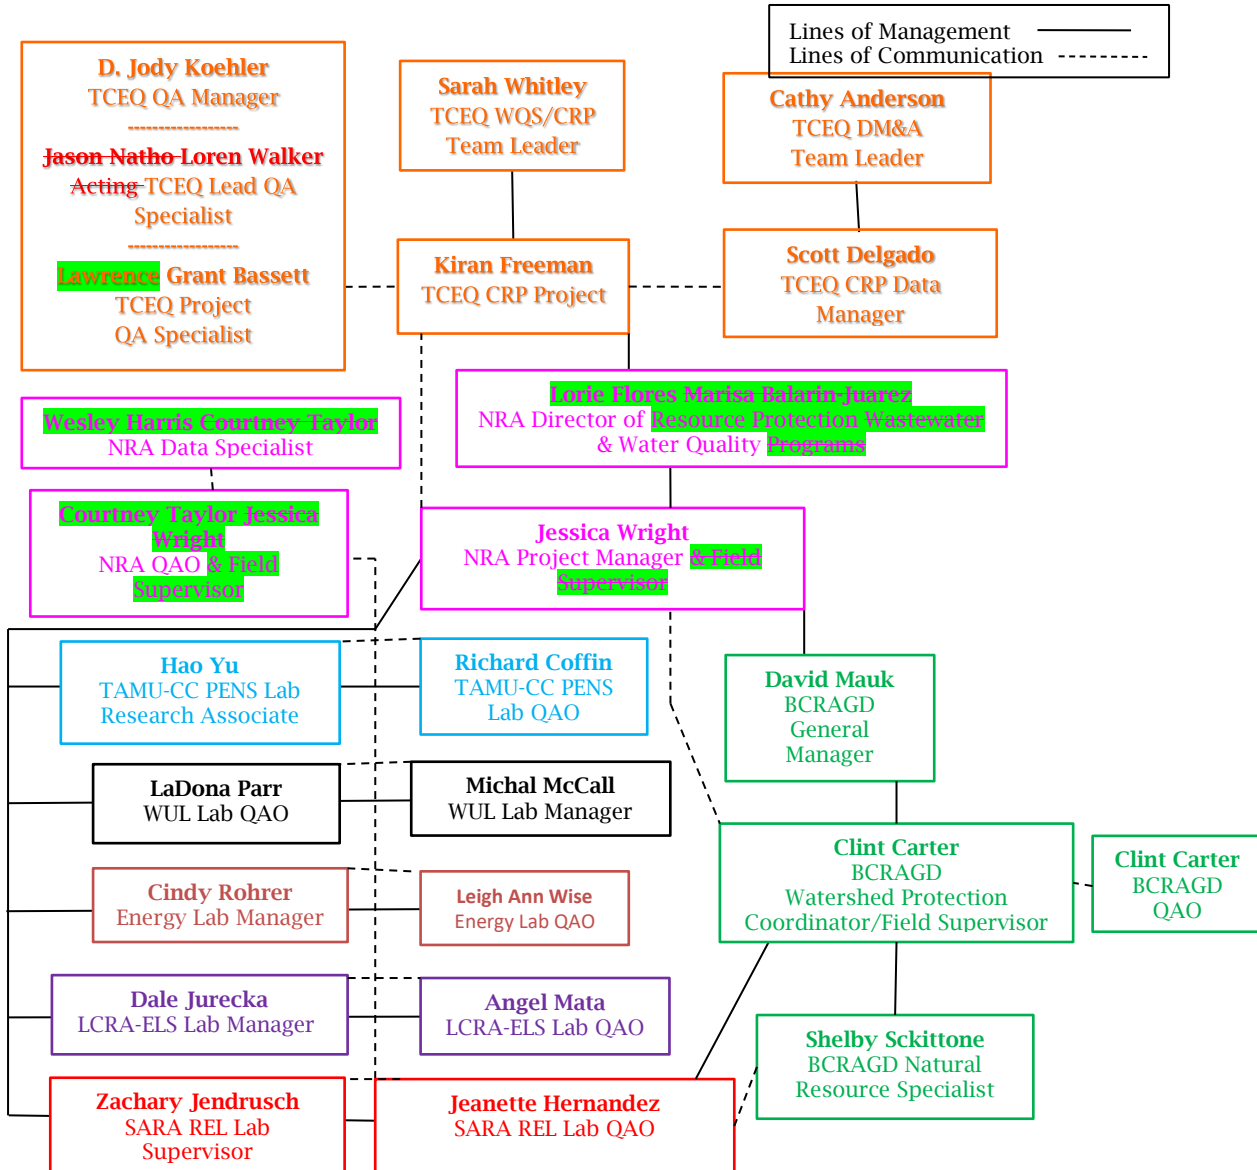 Lines of Management
Lines of Communication
D. Jody Koehler
TCEQ QA Manager
------------------
Jason Natho Loren Walker
Acting TCEQ Lead QA
Specialist
------------------
Lawrence Grant Bassett
TCEQ Project
QA Specialist
Sarah Whitley
TCEQ WQS/CRP
Team Leader
Cathy Anderson
TCEQ DM&A
Team Leader
Kiran Freeman
TCEQ CRP Project
Scott Delgado
TCEQ CRP Data
Manager
Wesley Harris Courtney Taylor
NRA Data Specialist
Lorie Flores Marisa Balarin-Juarez
NRA Director of Resource Protection Wastewater
& Water Quality Programs
Courtney Taylor Jessica
Wright
NRA QAO & Field
Supervisor
Jessica Wright
NRA Project Manager & Field
Supervisor
Hao Yu
TAMU-CC PENS Lab
Research Associate
Richard Coffin
TAMU-CC PENS
Lab QAO
David Mauk
BCRAGD
General
Manager
LaDona Parr
WUL Lab QAO
Michal McCall
WUL Lab Manager
Clint Carter
BCRAGD
Watershed Protection
Coordinator/Field Supervisor
Clint Carter
BCRAGD
QAO
Cindy Rohrer
Energy Lab Manager
Leigh Ann Wise
Energy Lab QAO
Dale Jurecka
LCRA-ELS Lab Manager
Angel Mata
LCRA-ELS Lab QAO
Shelby Sckittone
BCRAGD Natural
Resource Specialist
Zachary Jendrusch
SARA REL Lab
Supervisor
Jeanette Hernandez
SARA REL Lab QAO